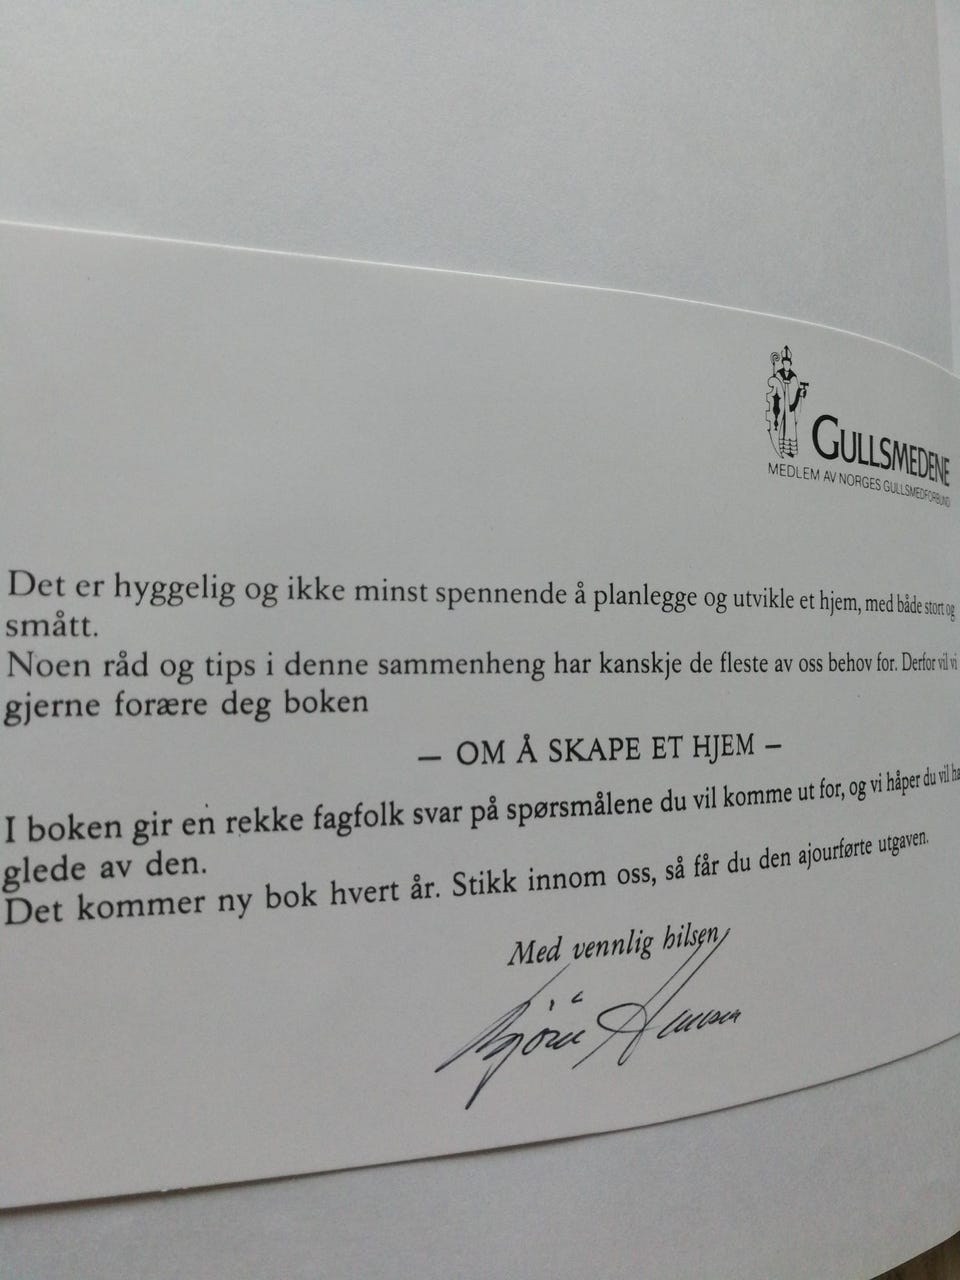 GULLSMEDENE
MEDLEM AV NORGES GULLSMEDFORBUND
Det er hyggelig og ikke minst spennende å planlegge og utvikle et hjem, med både stort og
smått.
Noen råd og tips i denne sammenheng har kanskje de fleste av oss behov for. Derfor vil vi
gjerne forære deg boken
— OM Å SKAPE ET HJEM —
I boken gir en rekke fagfolk svar på spørsmålene du vil komme ut for, og vi håper du vil ha
glede av den.
Det kommer ny bok hvert år. Stikk innom oss, så får du den ajourførte utgaven.
Med vennlig hilsen